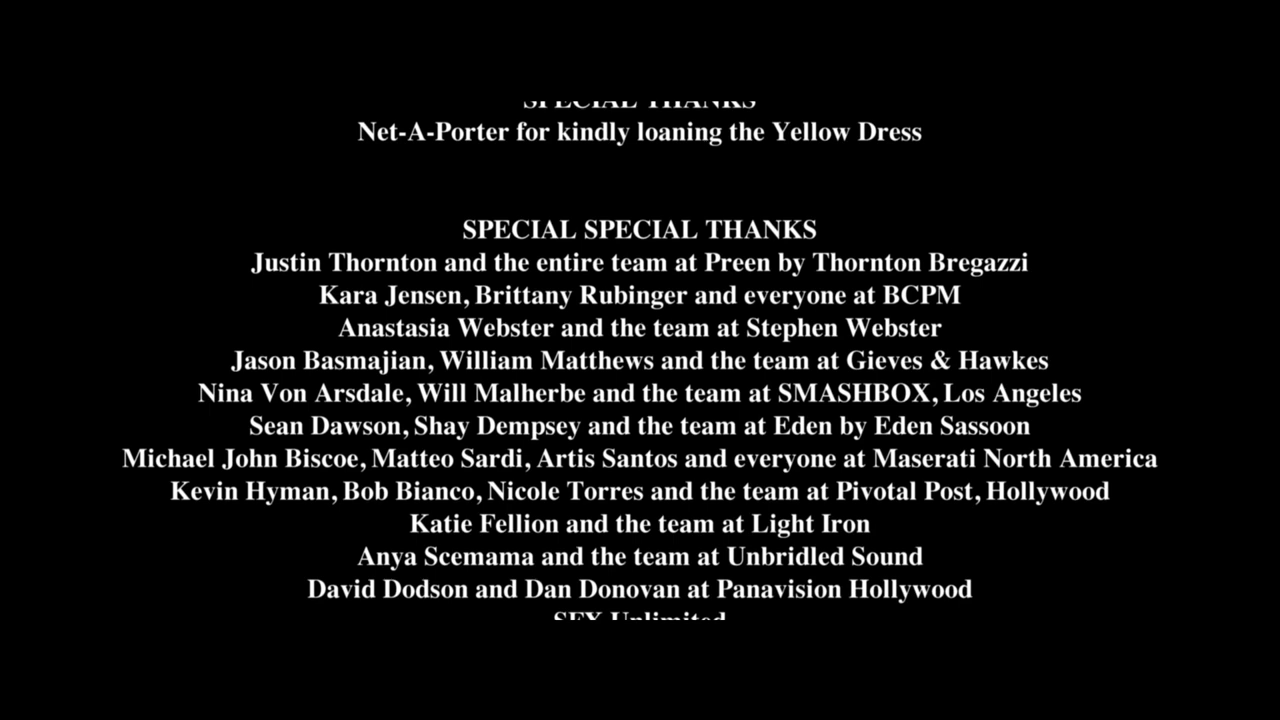 SPECIAL THANKS
Net-A-Porter for kindly loaning the Yellow Dress
SPECIAL SPECIAL THANKS
Justin Thornton and the entire team at Preen by Thornton Bregazzi
Kara Jensen, Brittany Rubinger and everyone at BCPM
Anastasia Webster and the team at Stephen Webster
Jason Basmajian, William Matthews and the team at Gieves & Hawkes
Nina Von Arsdale, Will Malherbe and the team at SMASHBOX, Los Angeles
Sean Dawson, Shay Dempsey and the team at Eden by Eden Sassoon
Michael John Biscoe, Matteo Sardi, Artis Santos and everyone at Maserati North America
Kevin Hyman, Bob Bianco, Nicole Torres and the team at Pivotal Post, Hollywood
Katie Fellion and the team at Light Iron
Anya Scemama and the team at Unbridled Sound
David Dodson and Dan Donovan at Panavision Hollywood
SFX Unlimited